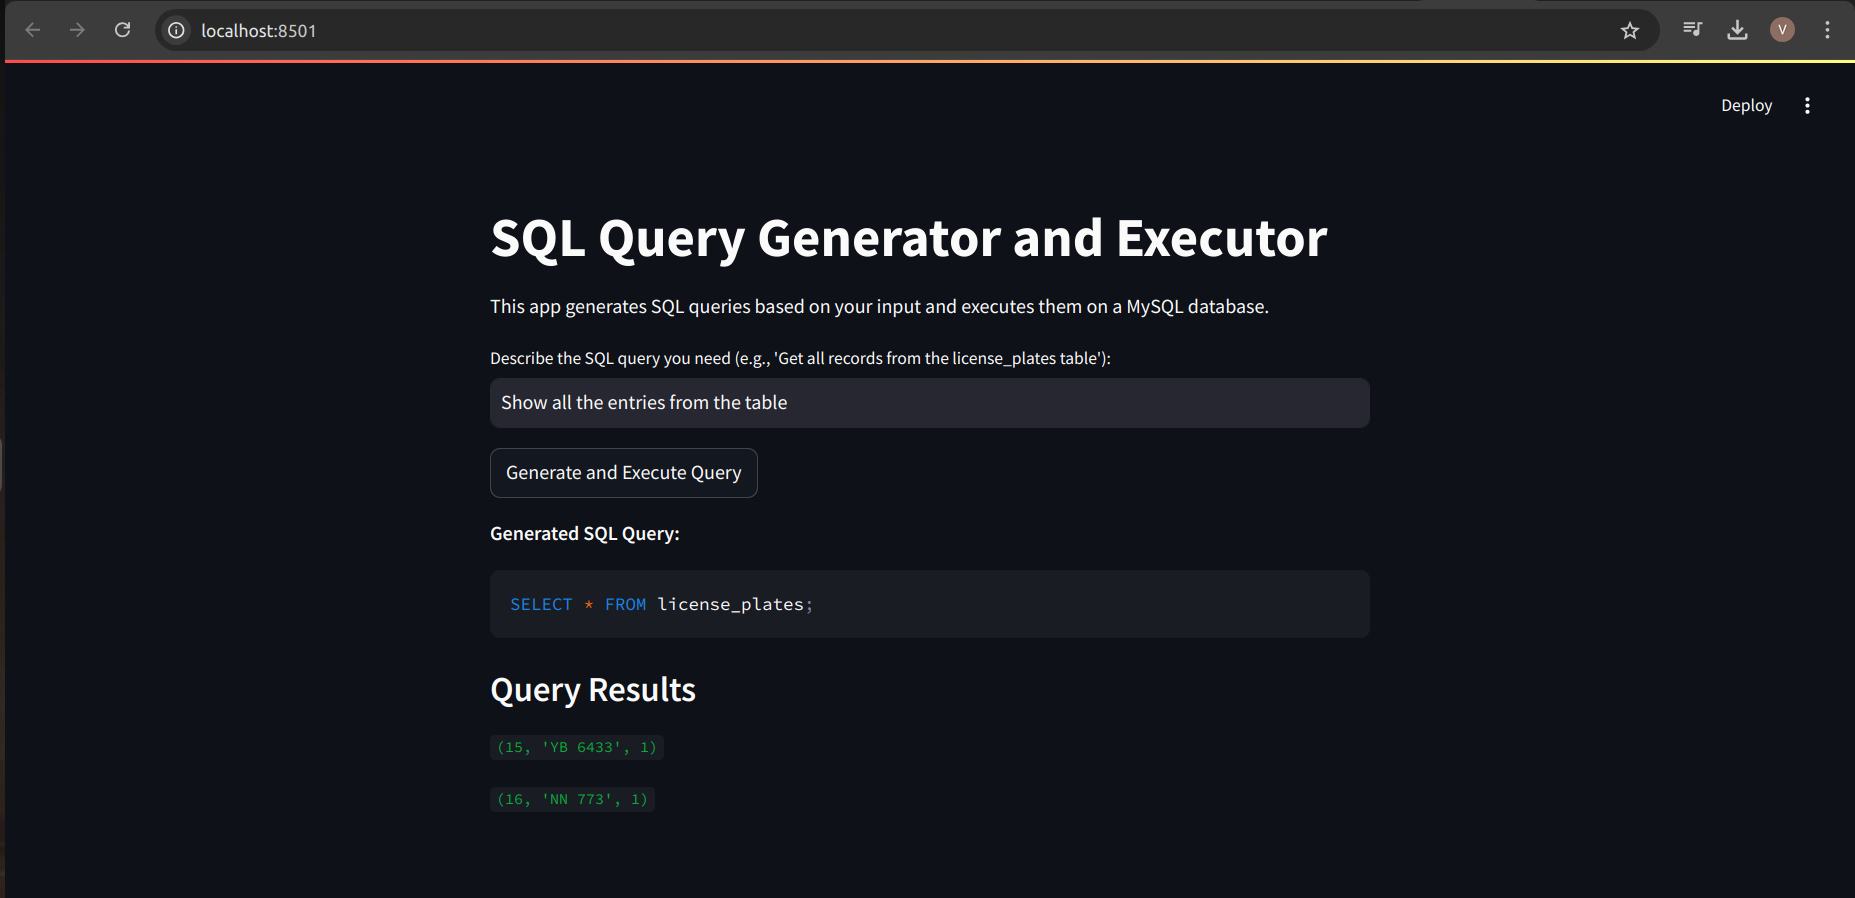 localhost:8501
V
Deploy
SQL Query Generator and Executor
This app generates SQL queries based on your input and executes them on a MySQL database.
Describe the SQL query you need (e.g., 'Get all records from the license_plates table'):
Show all the entries from the table
Generate and Execute Query
Generated SQL Query:
SELECT * FROM license_plates;
Query Results
(15, 'YB 6433', 1)
(16, 'NN 773', 1)